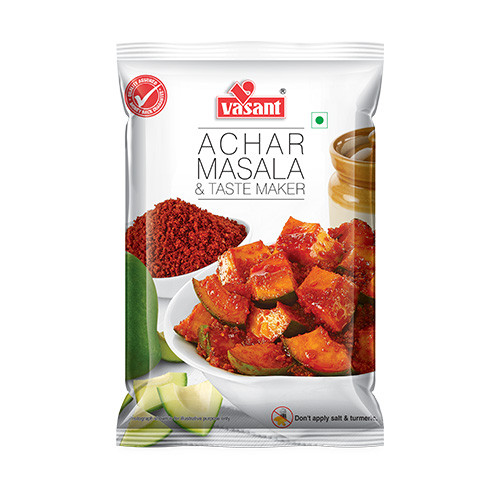 vasant®
ACHAR
MASALA
& TASTE MAKER
Don't apply salt & turmeric